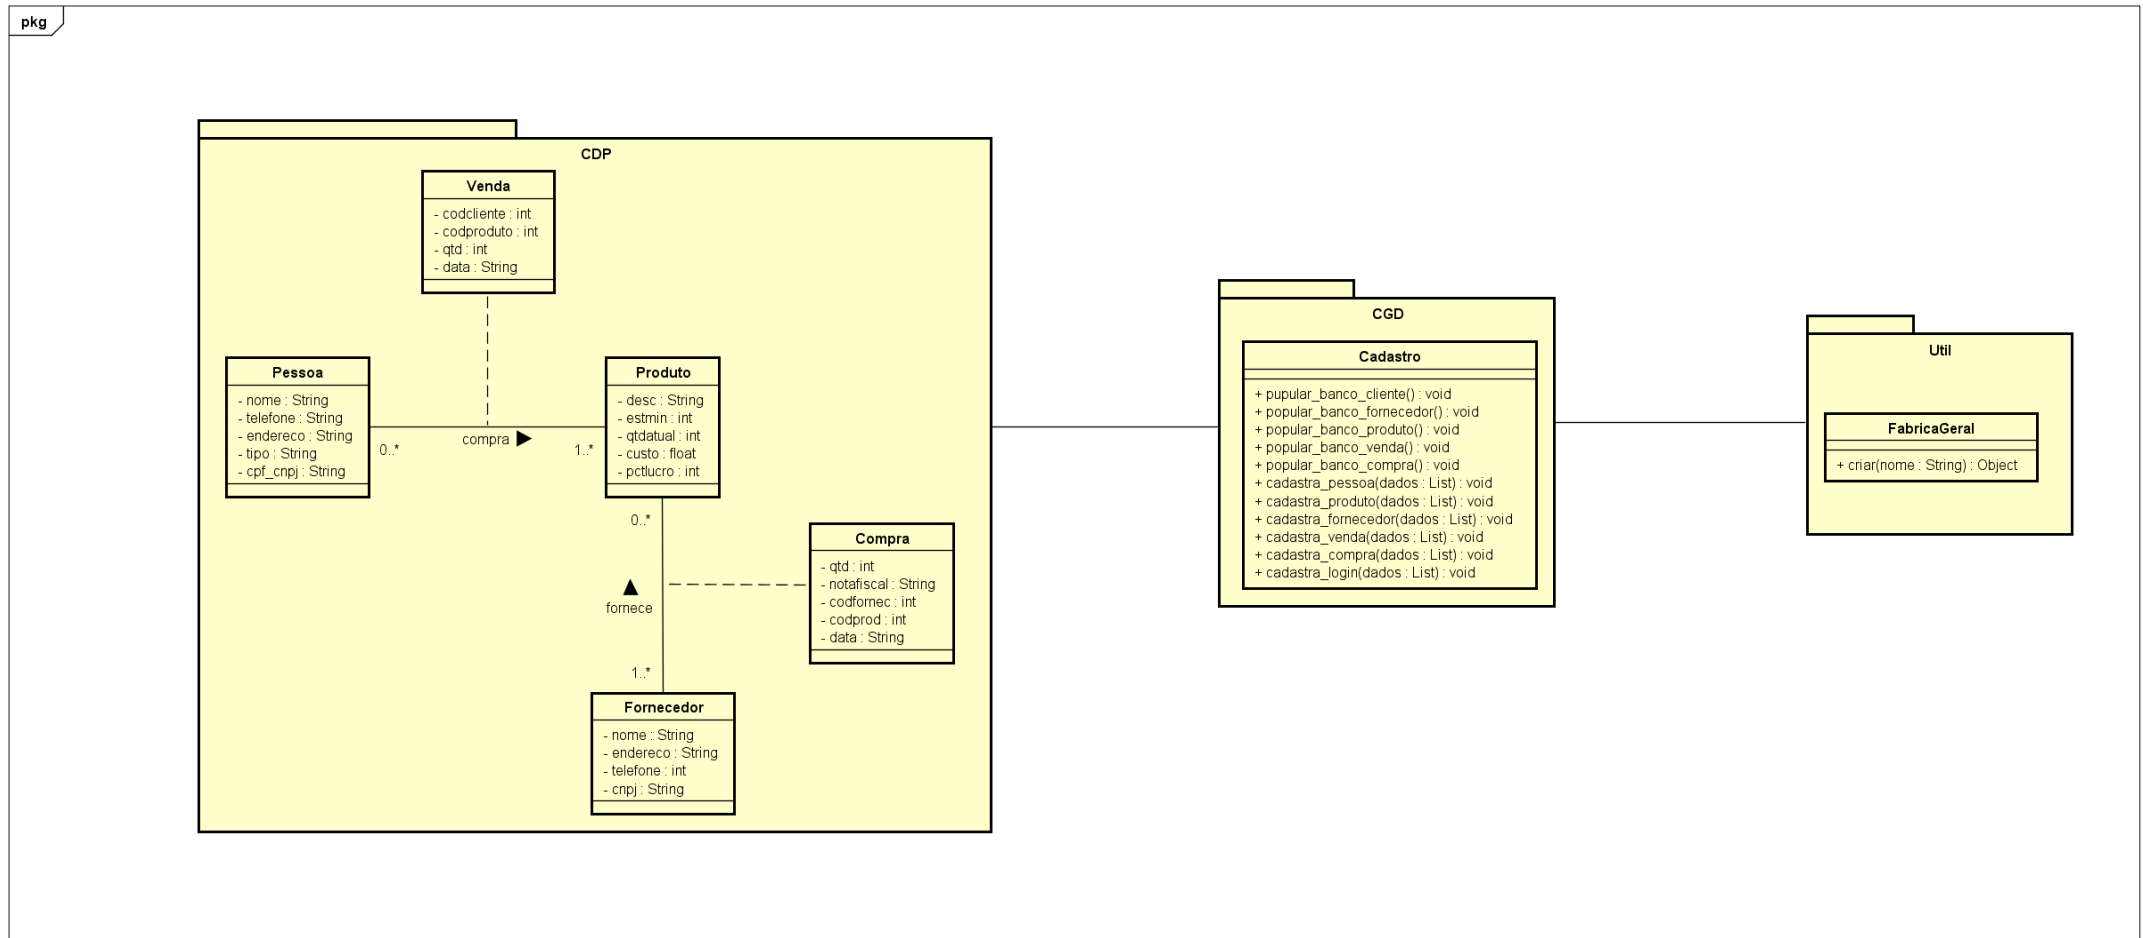 pkg
CDP
Venda
- codcliente : int
- codproduto : int
- qtd : int
- data : String
Pessoa
- nome : String
- telefone : String
- endereco : String
- tipo : String
- cpf_cnpj : String
0..*
compra
1..*
Produto
- desc : String
- estmin : int
- qtdatual : int
- custo : float
- pctlucro : int
0..*
fornece
1..*
Compra
- qtd : int
- notafiscal : String
- codfornec : int
- codprod : int
- data : String
Fornecedor
- nome : String
- endereco : String
- telefone : int
- cnpj : String
CGD
Cadastro
+ pupular_banco_cliente() : void
+ popular_banco_fornecedor() : void
+ popular_banco_produto() : void
+ popular_banco_venda() : void
+ popular_banco_compra() : void
+ cadastra_pessoa(dados : List) : void
+ cadastra_produto(dados : List) : void
+ cadastra_fornecedor(dados : List) : void
+ cadastra_venda(dados : List) : void
+ cadastra_compra(dados : List) : void
+ cadastra_login(dados : List) : void
Util
FabricaGeral
+ criar(nome : String) : Object